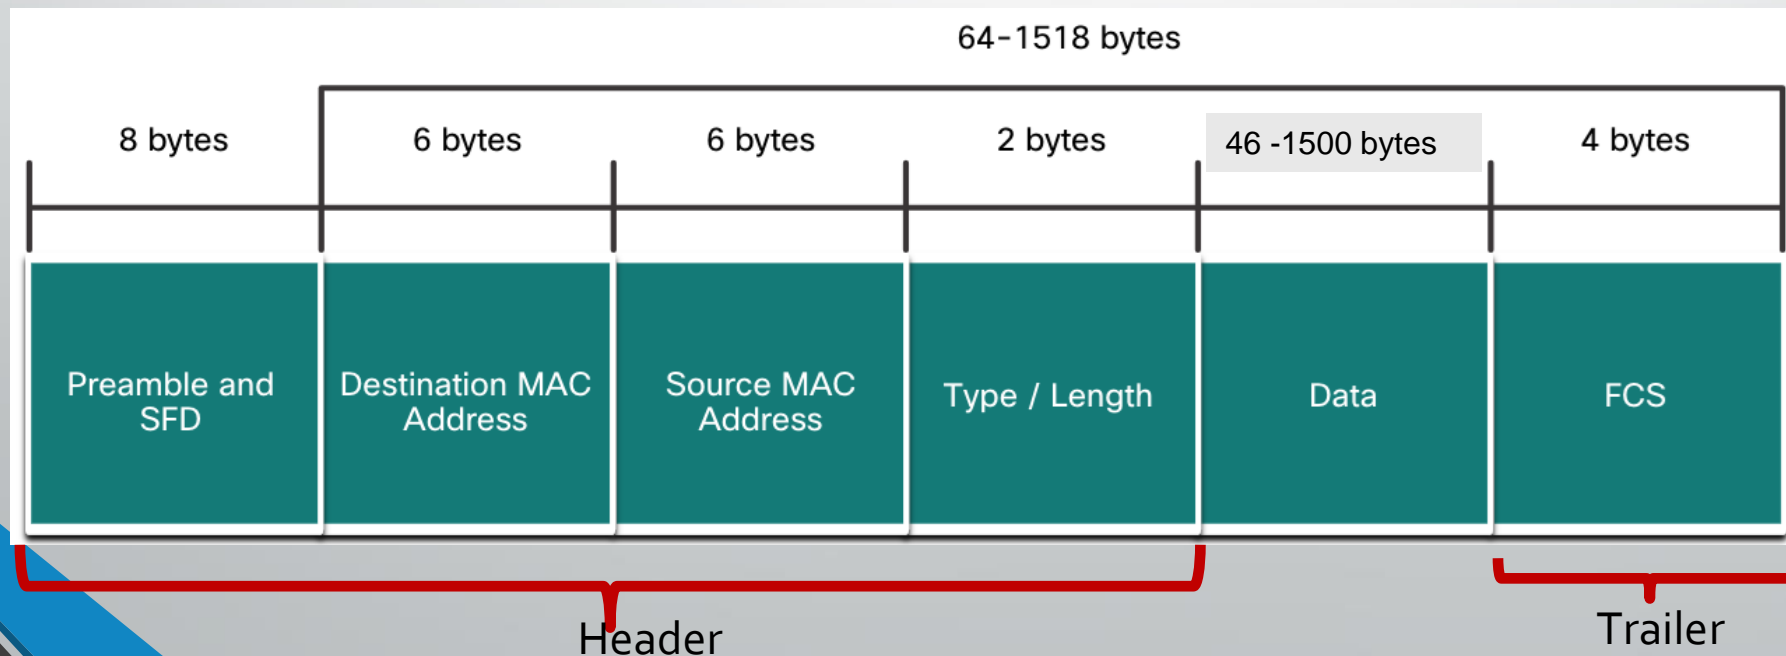 64-1518 bytes
8 bytes
6 bytes
6 bytes
2 bytes
46 -1500 bytes
4 bytes
Preamble and
SFD
Destination MAC
Address
Source MAC
Address
Type / Length
Data
FCS
Header
Trailer